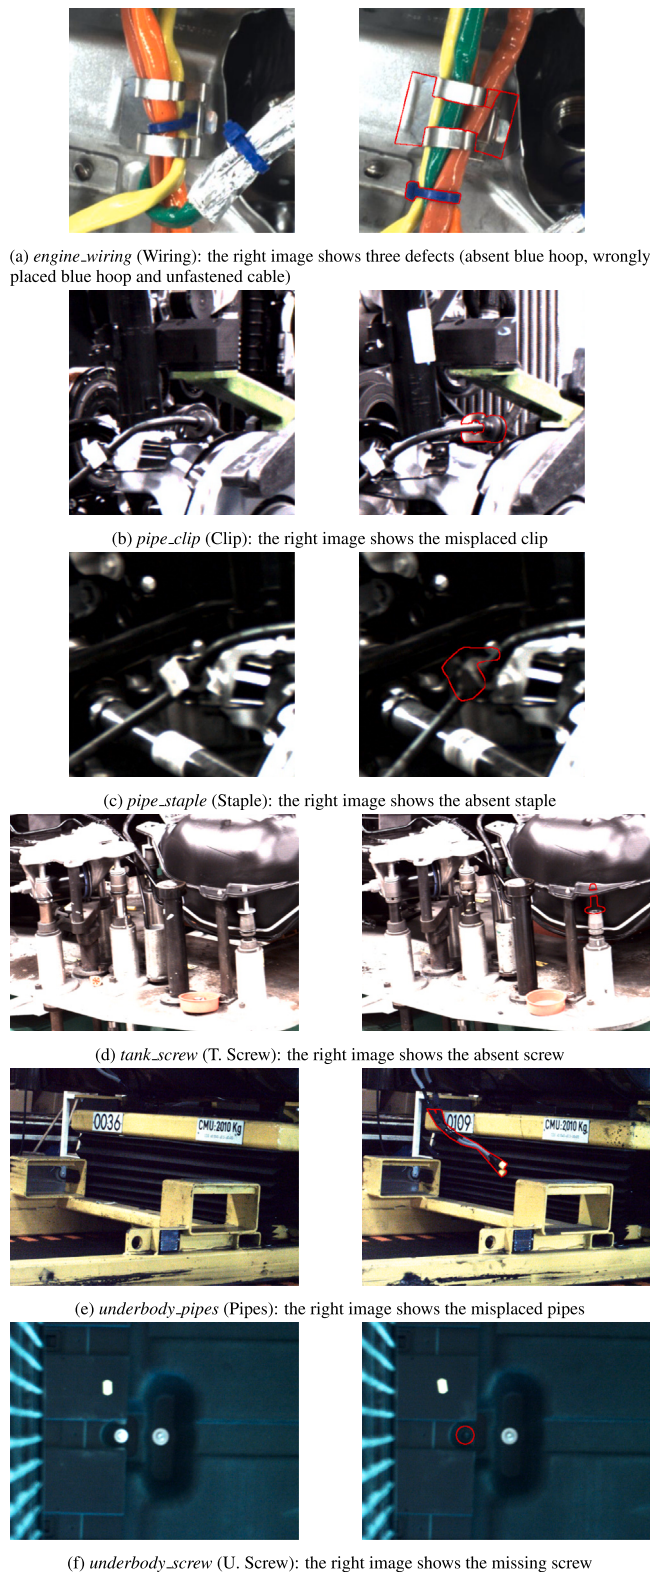 (a) engine_wiring (Wiring): the right image shows three defects (absent blue hoop, wrongly
placed blue hoop and unfastened cable)
(b) pipe_clip (Clip): the right image shows the misplaced clip
(c) pipe_staple (Staple): the right image shows the absent staple
(d) tank_screw (T. Screw): the right image shows the absent screw
0036
CMU:2010 Kg
0109
CMU:2010 Kg
(e) underbody_pipes (Pipes): the right image shows the misplaced pipes
(f) underbody_screw (U. Screw): the right image shows the missing screw